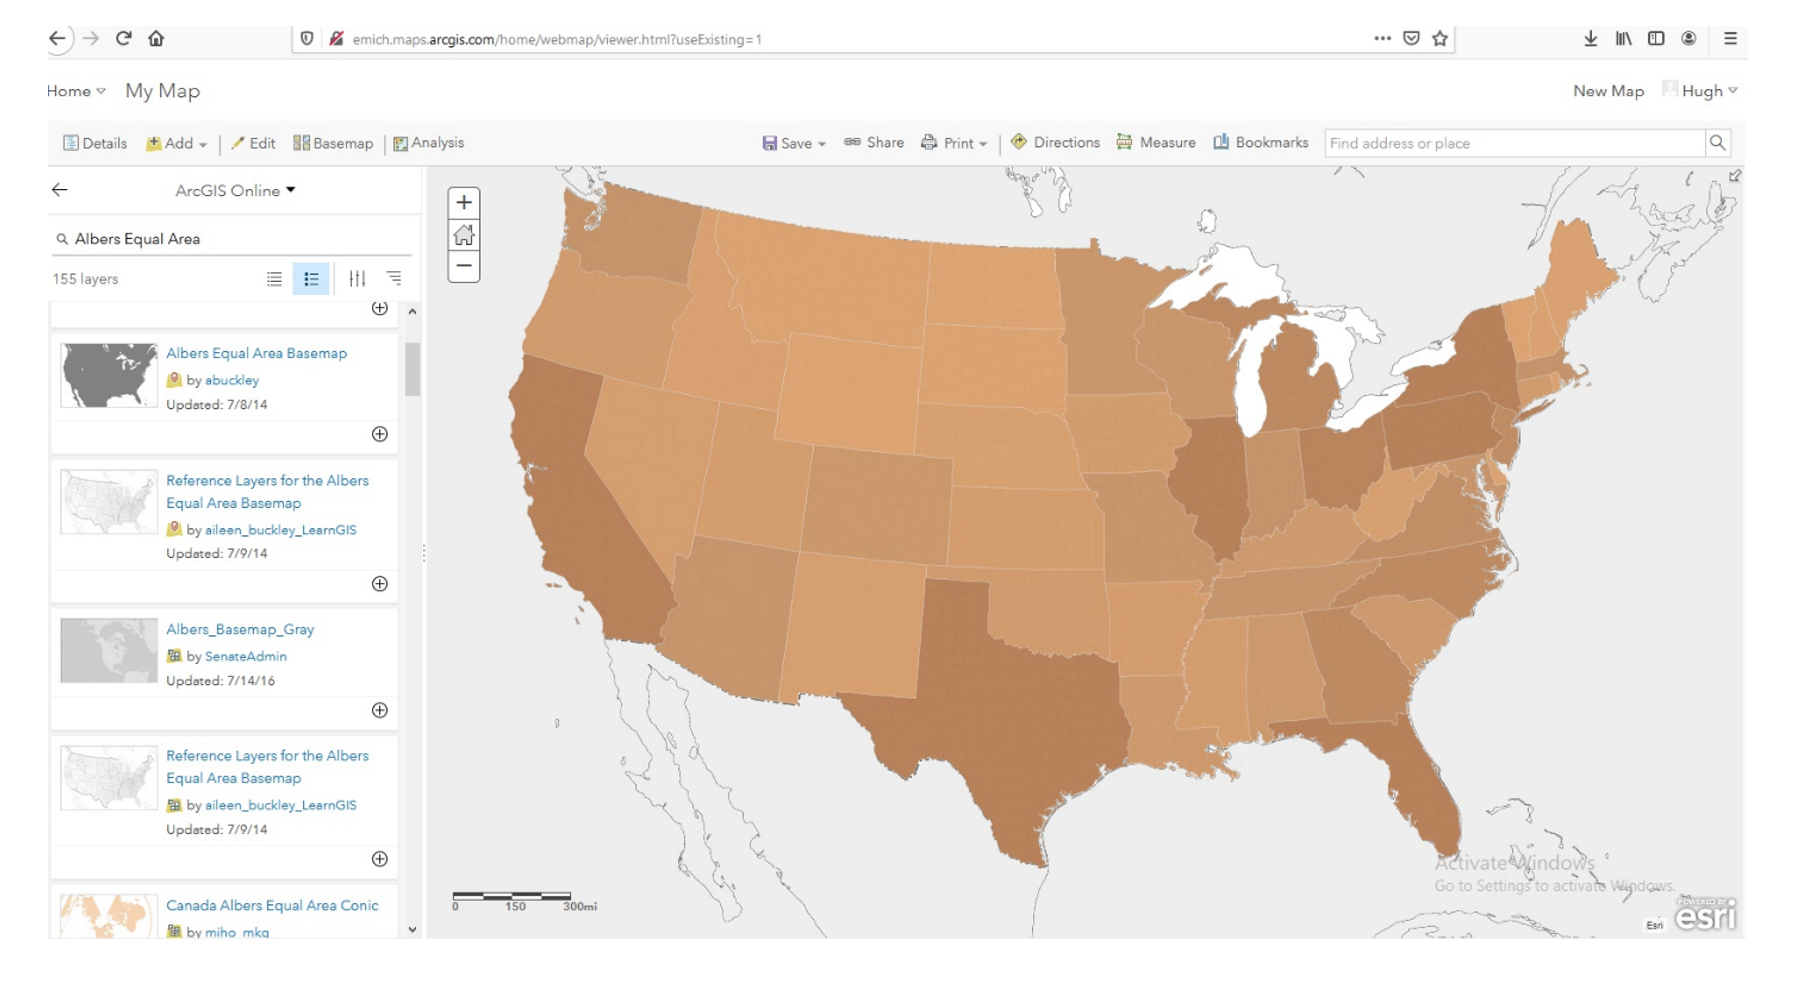 emich.maps.arcgis.com/home/webmap/viewer.html?useExisting=1
Home My Map New Map Hugh
Details Add Edit Basemap Analysis Save Share Print Directions Measure Bookmarks Find address or place
ArcGIS Online
Albers Equal Area
155 layers
Albers Equal Area Basemap
by abuckley
Updated: 7/8/14
Reference Layers for the Albers
Equal Area Basemap
by aileen_buckley_LearnGIS
Updated: 7/9/14
Albers_Basemap_Gray
by SenateAdmin
Updated: 7/14/16
Reference Layers for the Albers
Equal Area Basemap
by aileen_buckley_LearnGIS
Updated: 7/9/14
Canada Albers Equal Area Conic
by miho_mkg
0 150 300mi
Activate Windows
Go to Settings to activate Windows.
POWERED BY
esri
Esri